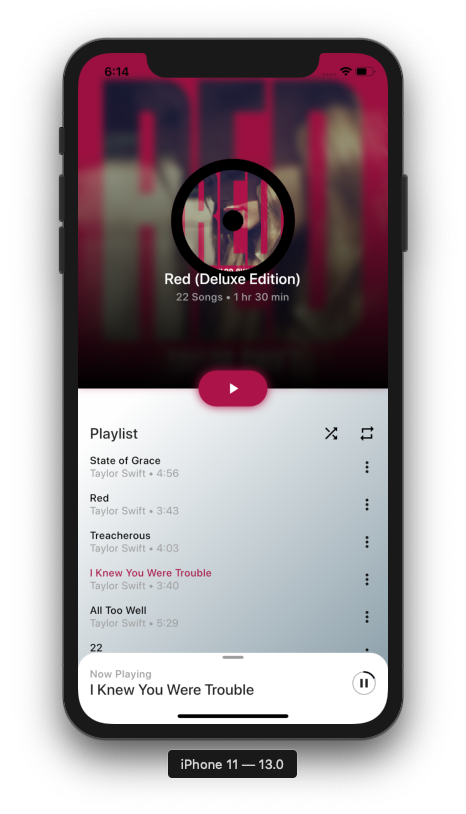 6:14
RED
RED
Red (Deluxe Edition)
22 Songs • 1 hr 30 min
Playlist
State of Grace
Taylor Swift • 4:56
Red
Taylor Swift • 3:43
Treacherous
Taylor Swift • 4:03
I Knew You Were Trouble
Taylor Swift • 3:40
All Too Well
Taylor Swift • 5:29
22
Now Playing
I Knew You Were Trouble
iPhone 11 — 13.0